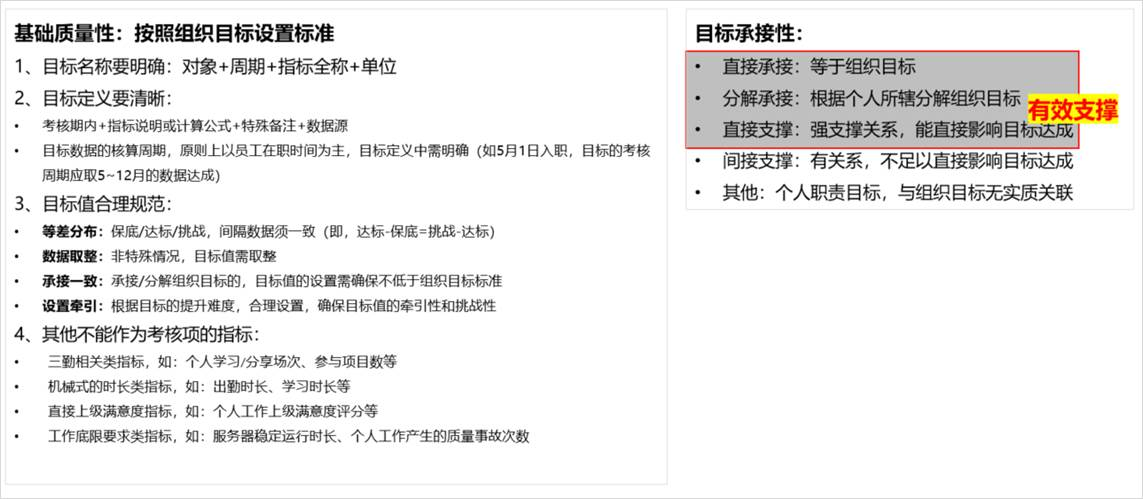 基础质量性：按照组织目标设置标准
1、目标名称要明确：对象+周期+指标全称+单位
2、目标定义要清晰：
• 考核期内+指标说明或计算公式+特殊备注+数据源
• 目标数据的核算周期，原则上以员工在职时间为主，目标定义中需明确（如5月1日入职，目标的考核
周期应取5~12月的数据达成）
3、目标值合理规范：
• 等差分布：保底/达标/挑战，间隔数据须一致（即，达标-保底=挑战-达标）
• 数据取整：非特殊情况，目标值需取整
• 承接一致：承接/分解组织目标的，目标值的设置需确保不低于组织目标标准
• 设置牵引：根据目标的提升难度，合理设置，确保目标值的牵引性和挑战性
4、其他不能作为考核项的指标：
• 三勤相关类指标，如：个人学习/分享场次、参与项目数等
• 机械式的时长类指标，如：出勤时长、学习时长等
• 直接上级满意度指标，如：个人工作上级满意度评分等
• 工作底限要求类指标，如：服务器稳定运行时长、个人工作产生的质量事故次数
目标承接性：
• 直接承接：等于组织目标
• 分解承接：根据个人所辖分解组织目标
有效支撑
• 直接支撑：强支撑关系，能直接影响目标达成
• 间接支撑：有关系，不足以直接影响目标达成
• 其他：个人职责目标，与组织目标无实质关联